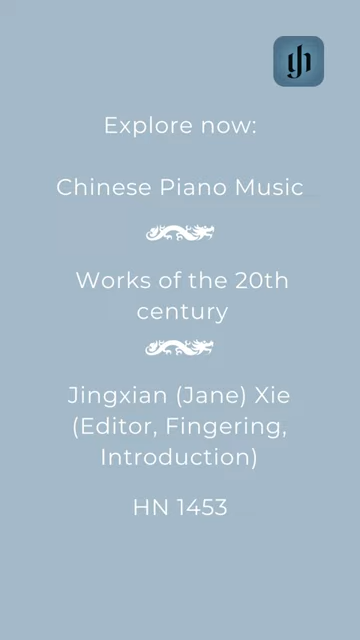 Explore now:
Chinese Piano Music
Works of the 20th
century
Jingxian (Jane) Xie
(Editor, Fingering,
Introduction)
HN 1453